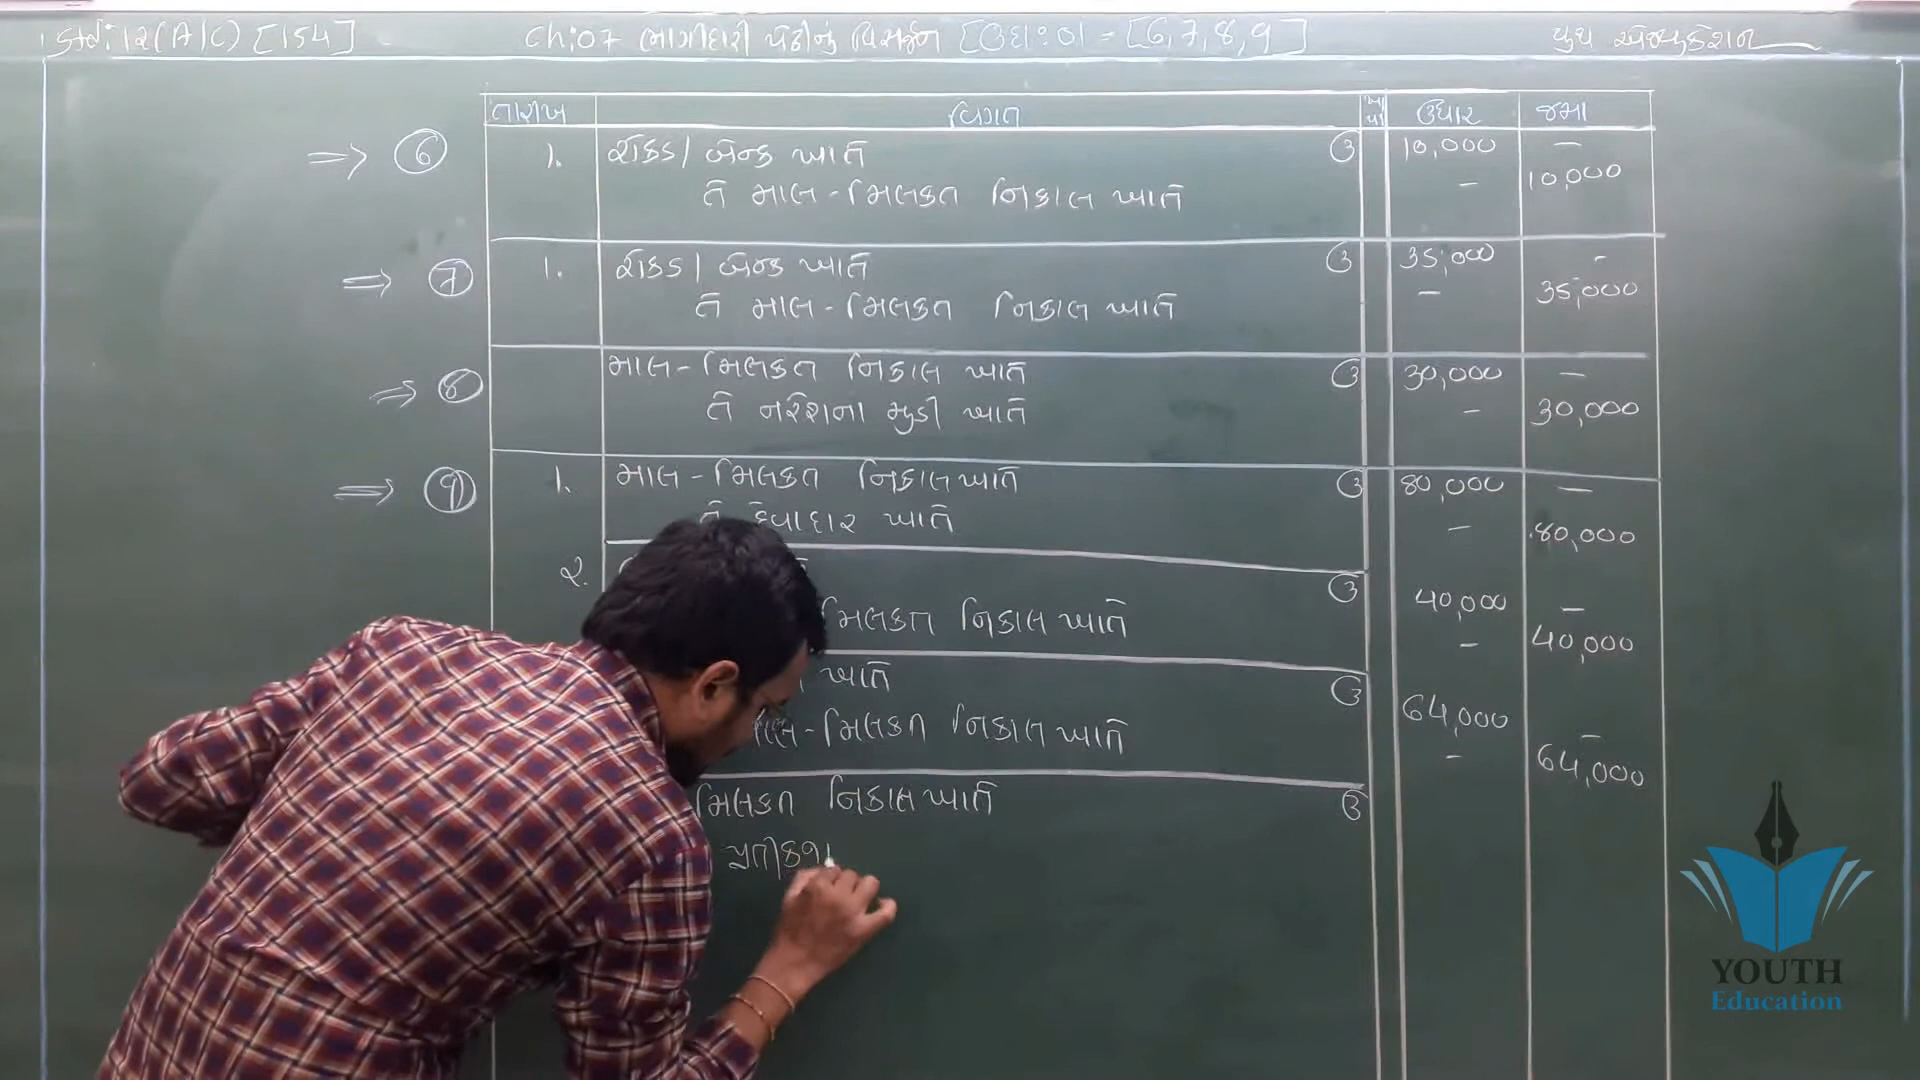 ધોરણ: 12 (A/C) [154] Ch:07 ભાગીદારી પેઢીનું વિસર્જન [ઉદા: 01 - [6,7,8,9] યુથ એજ્યુકેશન
તારીખ વિગત ખા પા ઉધાર જમા
⇒ 6 1. રોકડ / બેન્ક ખાતે ઉ 10,000 —
તે માલ-મિલકત નિકાલ ખાતે — 10,000
⇒ 7 1. રોકડ / બેન્ક ખાતે ઉ 35,000 -
તે માલ-મિલકત નિકાલ ખાતે — 35,000
⇒ 8 માલ-મિલકત નિકાલ ખાતે ઉ 30,000 —
તે નરેશના મુડી ખાતે — 30,000
⇒ 9 1. માલ-મિલકત નિકાલ ખાતે ઉ 80,000 —
તે દેવાદાર ખાતે — 80,000
૨. ઉ 40,000 —
મિલકત નિકાલ ખાતે — 40,000
ખાતે ઉ 64,000 —
માલ-મિલકત નિકાલ ખાતે — 64,000
મિલકત નિકાલ ખાતે ઉ
YOUTH
Education